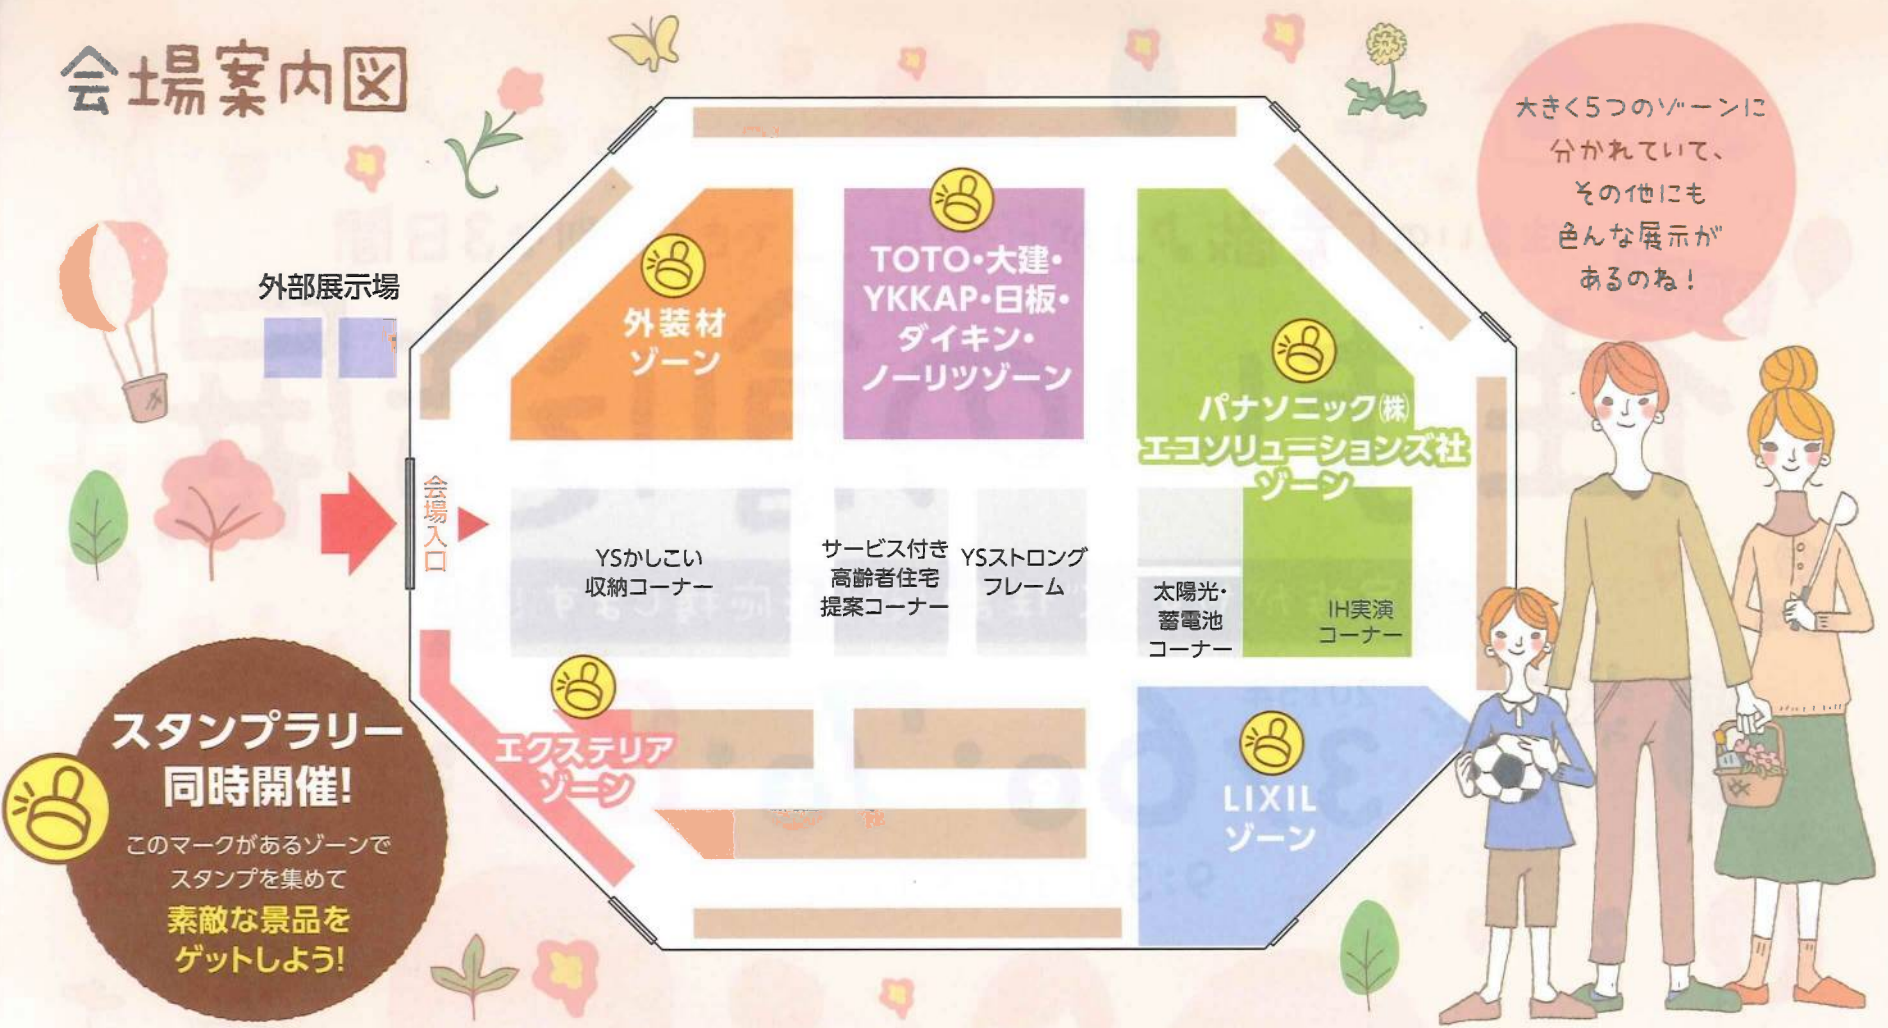 会場案内図
大きく5つのゾーンに
分かれていて、
その他にも
色んな展示が
あるのね!
外部展示場
外装材
ゾーン
TOTO・大建・
YKKAP・日板・
ダイキン・
ノーリツゾーン
パナソニック㈱
エコソリューションズ社
ゾーン
会場入口
YSかしこい
収納コーナー
サービス付き
高齢者住宅
提案コーナー
YSストロング
フレーム
太陽光・
蓄電池
コーナー
IH実演
コーナー
エクステリア
ゾーン
LIXIL
ゾーン
スタンプラリー
同時開催!
このマークがあるゾーンで
スタンプを集めて
素敵な景品を
ゲットしよう!